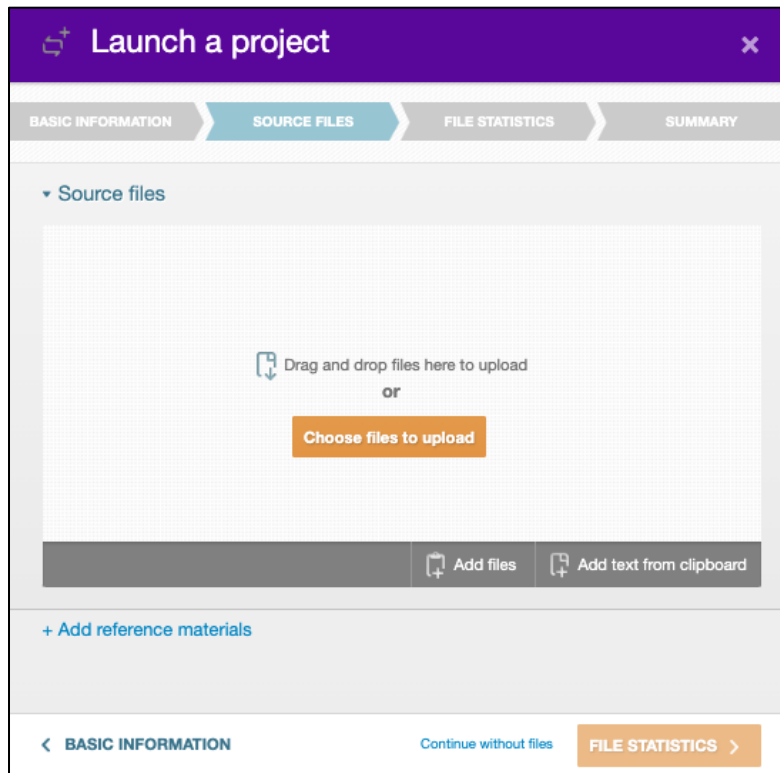 Launch a project
BASIC INFORMATION SOURCE FILES FILE STATISTICS SUMMARY
Source files
Drag and drop files here to upload
or
Choose files to upload
Add files Add text from clipboard
+ Add reference materials
BASIC INFORMATION Continue without files FILE STATISTICS